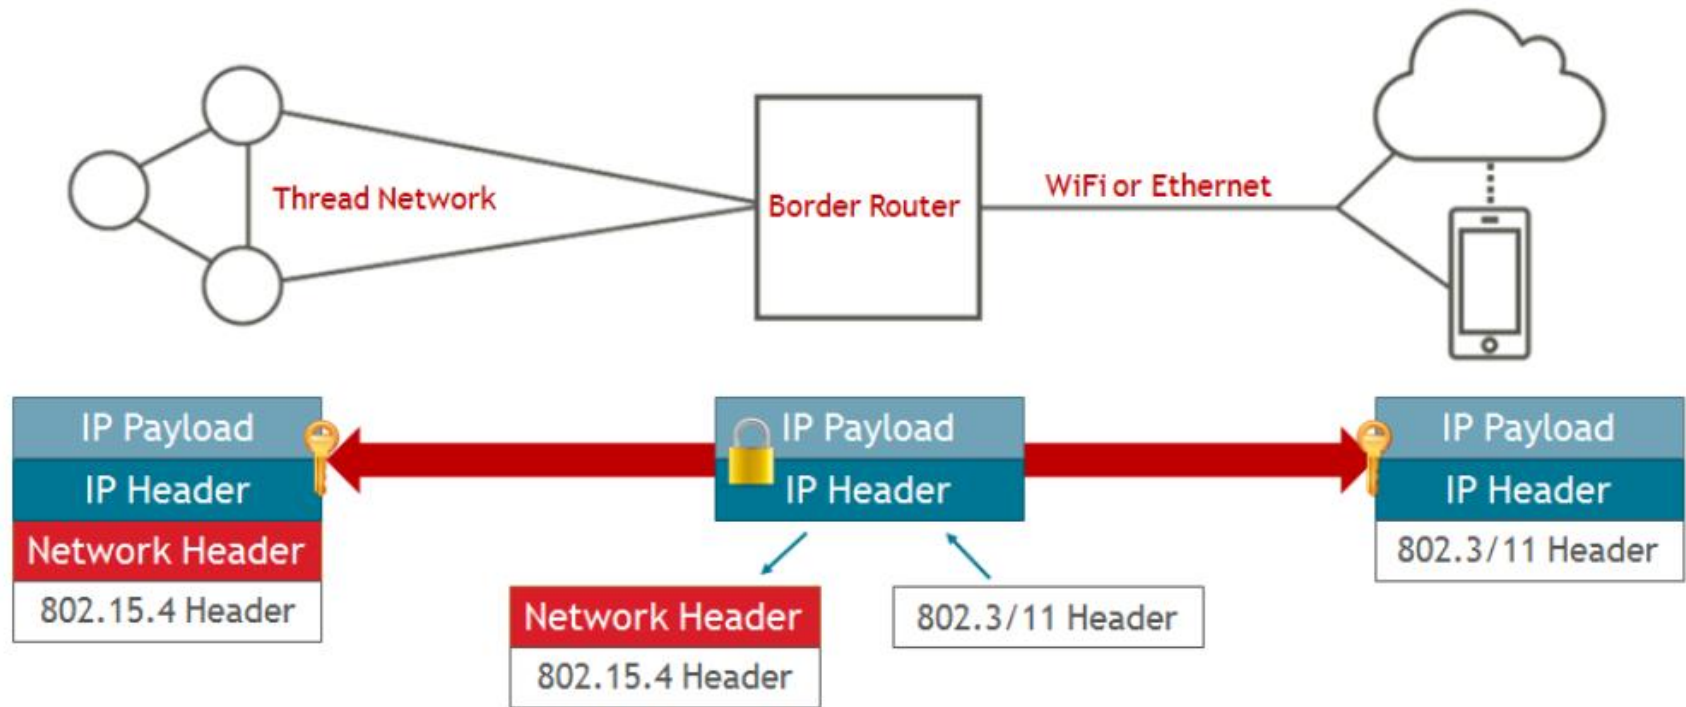 Thread Network
Border Router
WiFi or Ethernet
IP Payload
IP Header
Network Header
802.15.4 Header
IP Payload
IP Header
Network Header
802.15.4 Header
802.3/11 Header
IP Payload
IP Header
802.3/11 Header